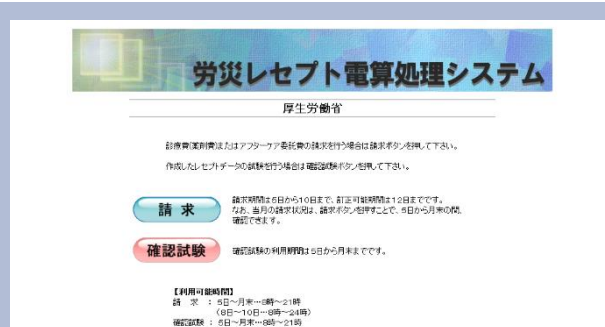 労災レセプト電算処理システム
厚生労働省
診療費(薬剤費)またはアフターケア委託費の請求を行う場合は請求ボタンを押して下さい。
作成したレセプトデータの試験を行う場合は確認試験ボタンを押して下さい。
請 求
請求期間は5日から10日まで、訂正可能期間は12日までです。
なお、当月の請求状況は、請求ボタンを押すことで、5日から月末の間、
確認できます。
確認試験
確認試験の利用期間は5日から月末までです。
【利用可能時間】
請 求 : 5日~月末…8時~21時
(8日~10日…8時~24時)
確認試験 : 5日~月末…8時~21時